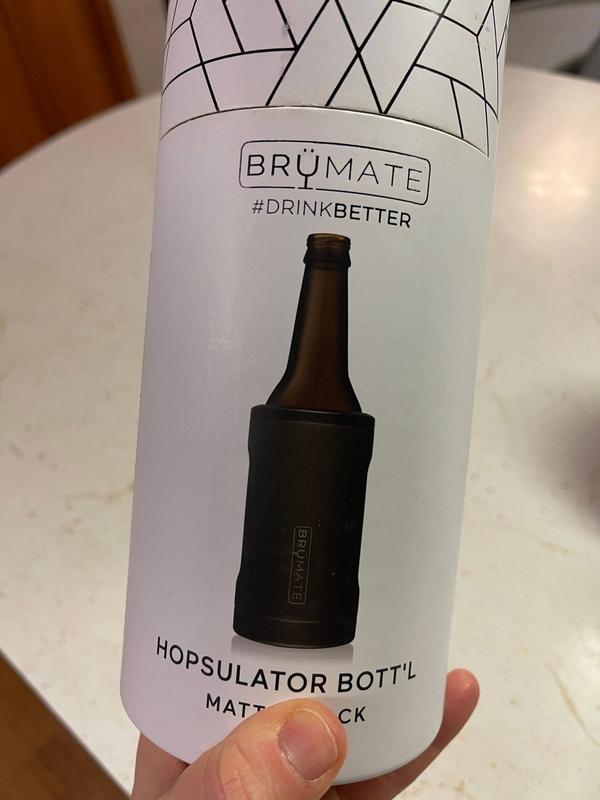 BRÜMATE
#DRINKBETTER
BRÜMATE
HOPSULATOR BOTT'L